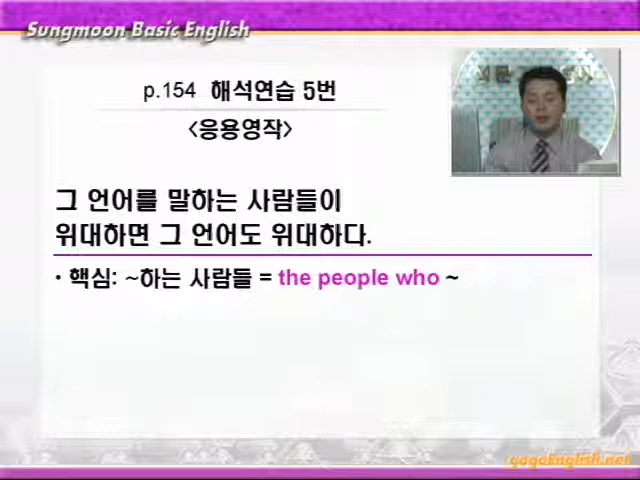 Sungmoon Basic English
p.154 해석연습 5번
<응용영작>
그 언어를 말하는 사람들이
위대하면 그 언어도 위대하다.
• 핵심: ~하는 사람들 = the people who ~
gogoEnglish.net